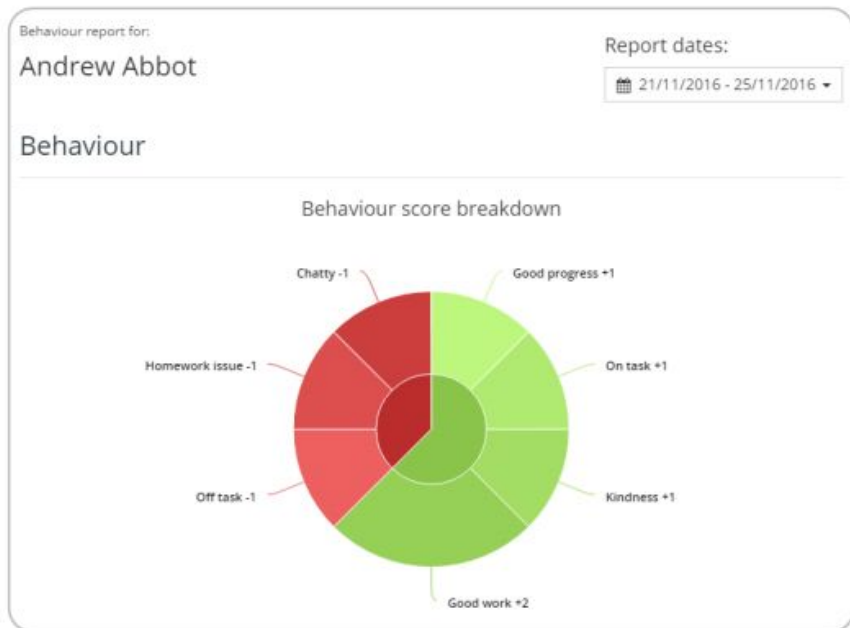 Behaviour report for:
Andrew Abbot
Report dates:
21/11/2016 - 25/11/2016
Behaviour
Behaviour score breakdown
Chatty -1
Good progress +1
Homework issue -1
On task +1
Off task -1
Kindness +1
Good work +2